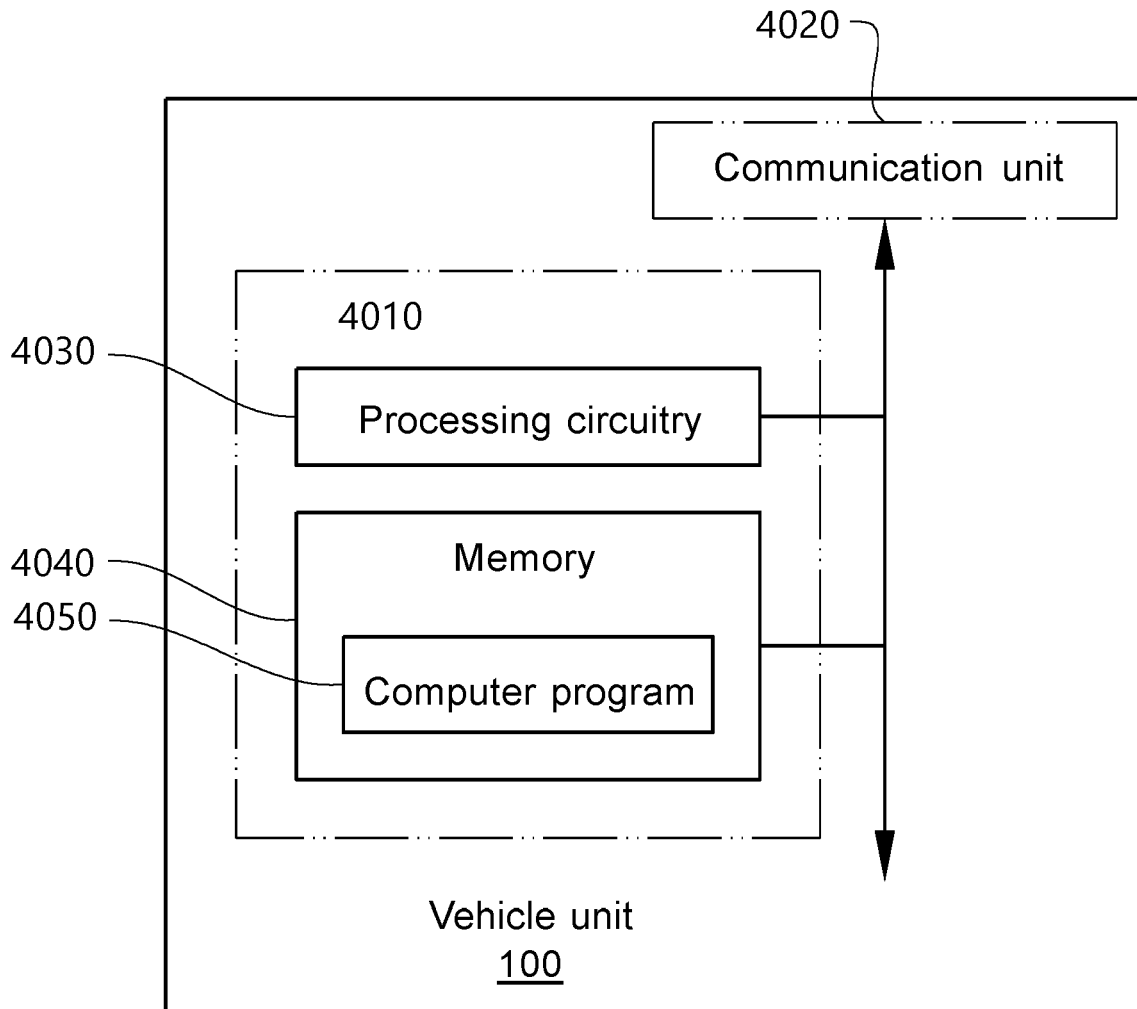 4020
Communication unit
4010
4030
Processing circuitry
4040
Memory
4050
Computer program
Vehicle unit
100